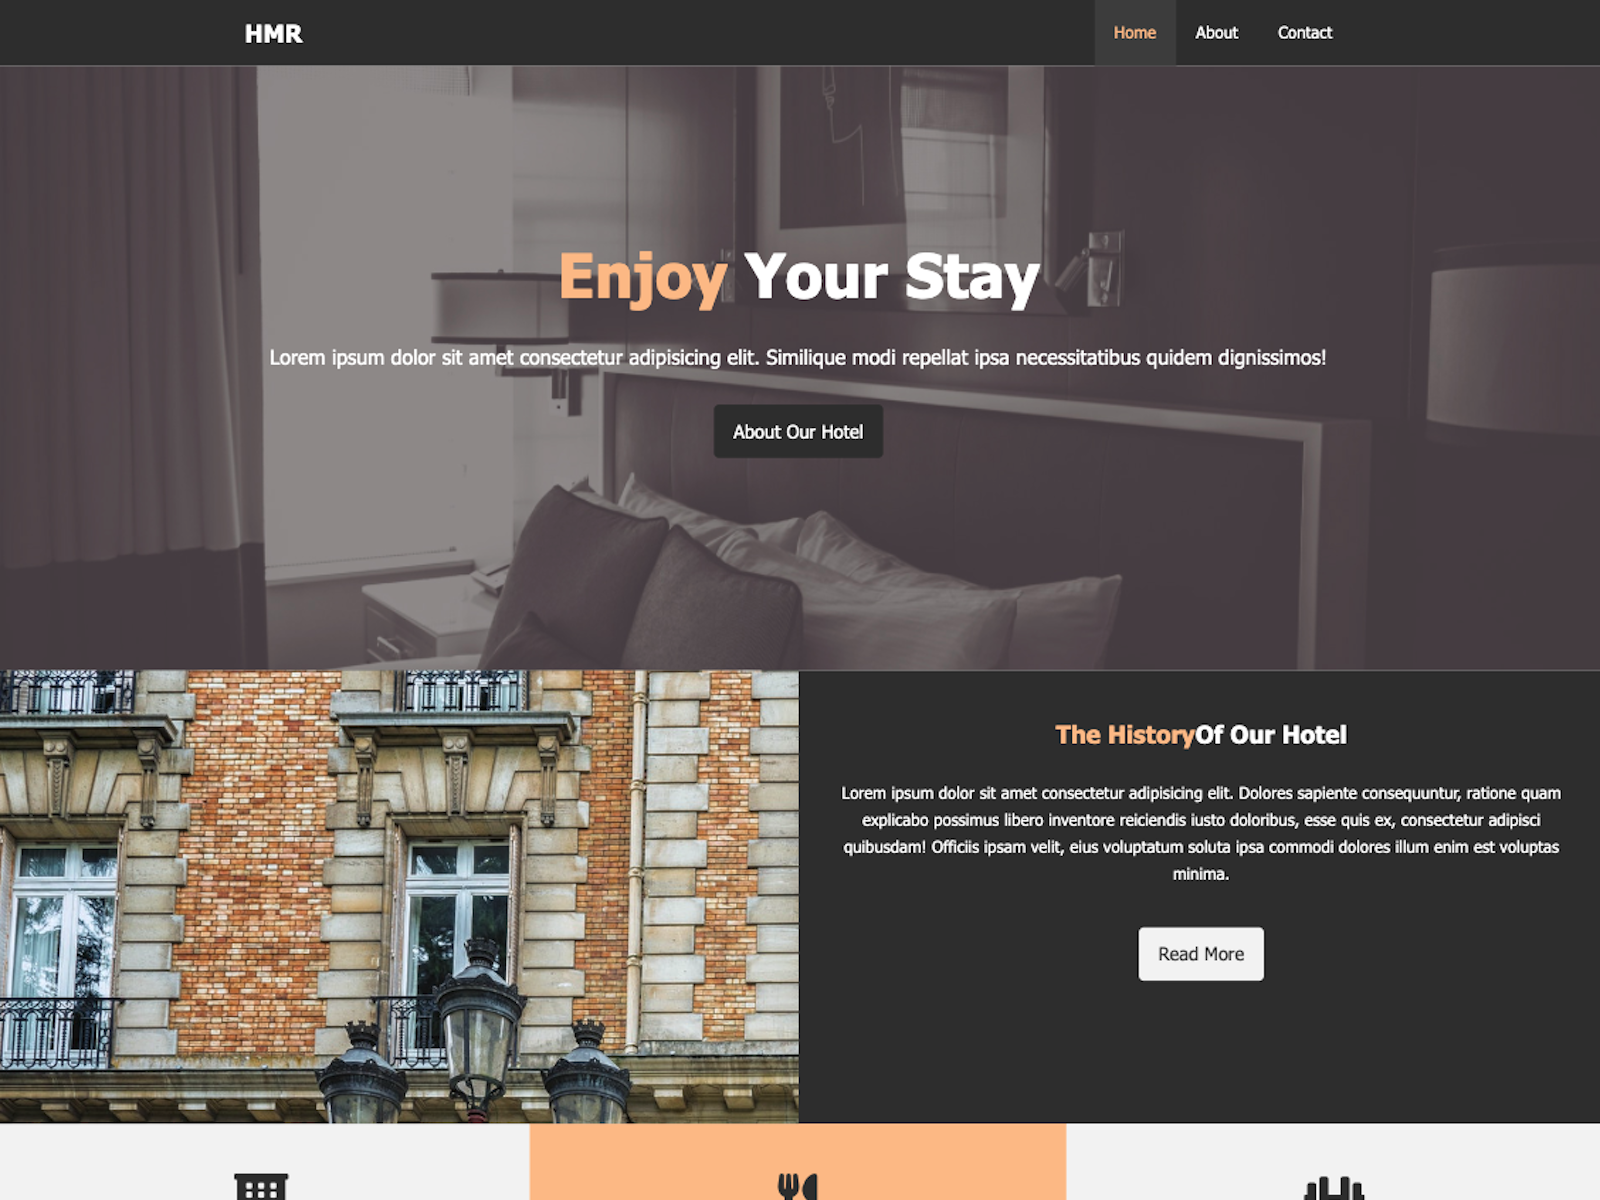 HMR
Home
About
Contact
Enjoy Your Stay
Lorem ipsum dolor sit amet consectetur adipisicing elit. Similique modi repellat ipsa necessitatibus quidem dignissimos!
About Our Hotel
The HistoryOf Our Hotel
Lorem ipsum dolor sit amet consectetur adipisicing elit. Dolores sapiente consequuntur, ratione quam
explicabo possimus libero inventore reiciendis iusto doloribus, esse quis ex, consectetur adipisci
quibusdam! Officiis ipsam velit, eius voluptatum soluta ipsa commodi dolores illum enim est voluptas
minima.
Read More